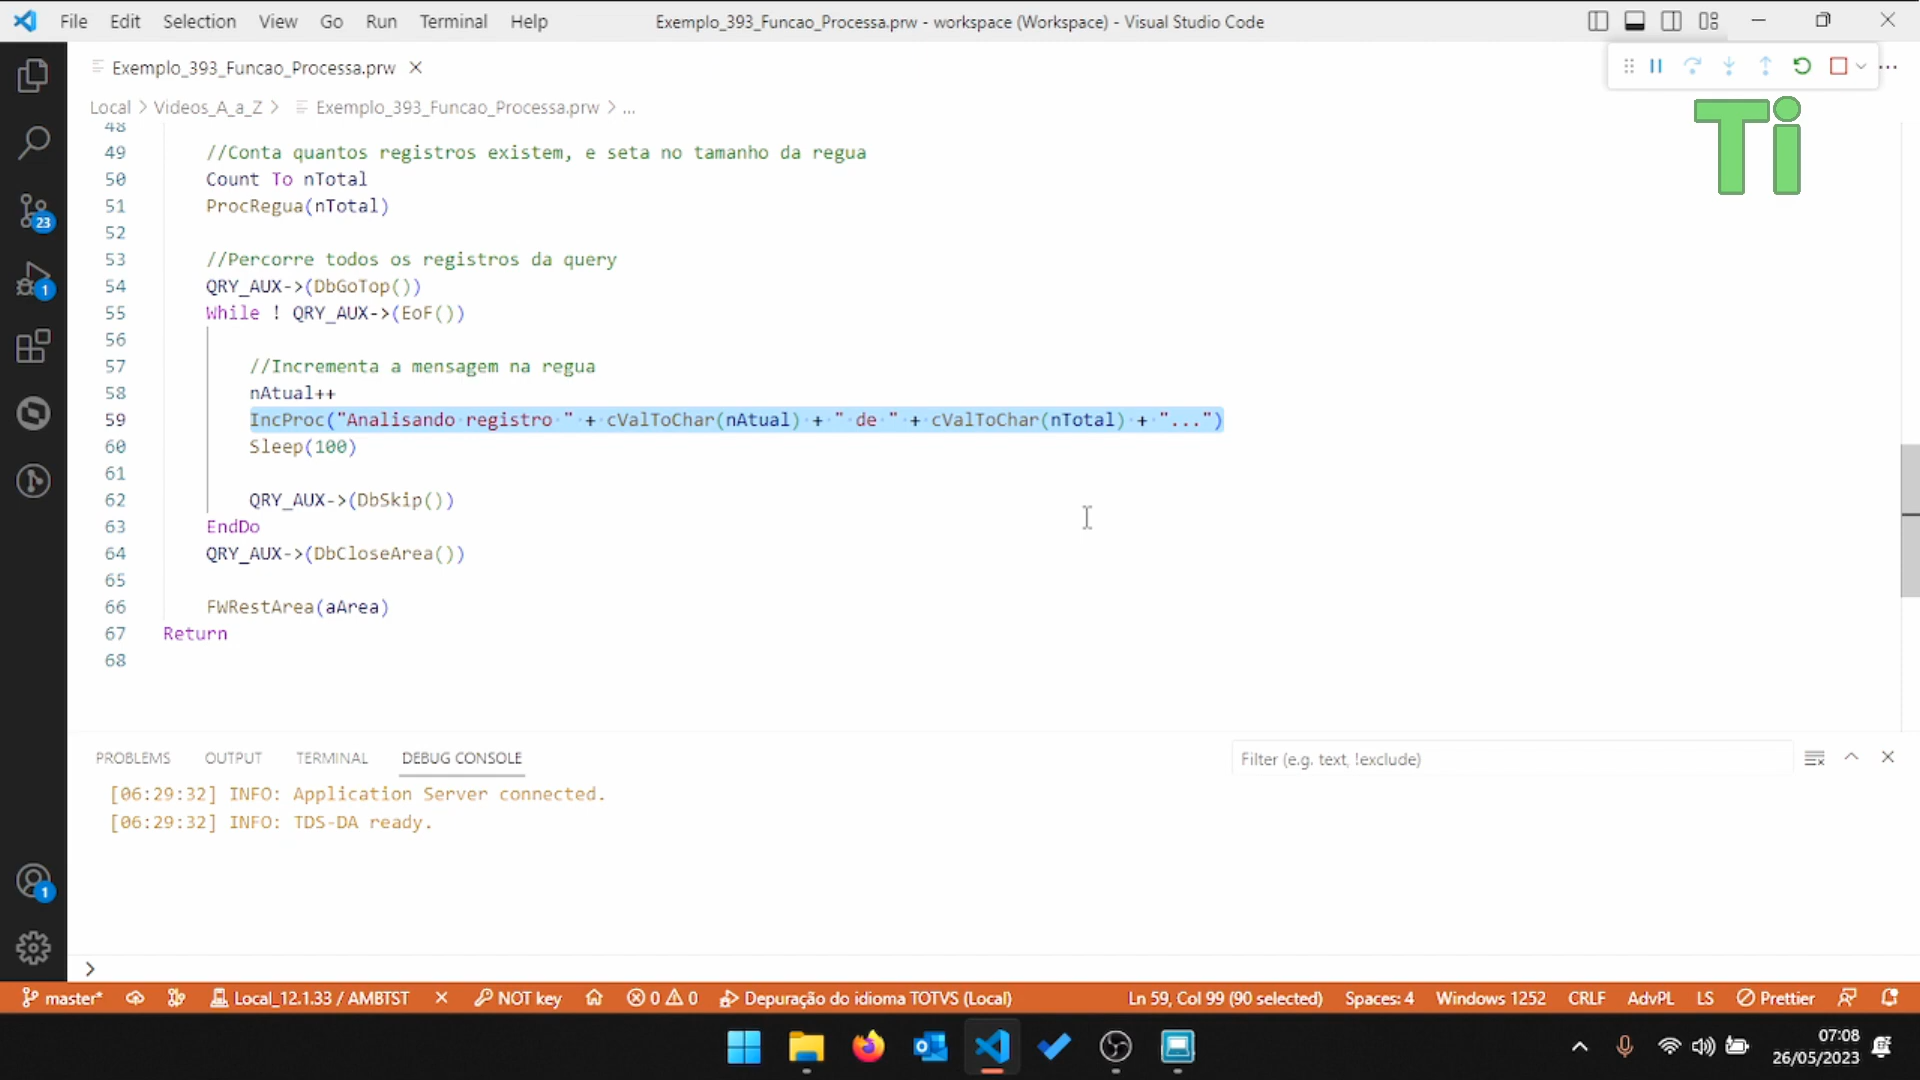 File Edit Selection View Go Run Terminal Help Exemplo_393_Funcao_Processa.prw - workspace (Workspace) - Visual Studio Code
Exemplo_393_Funcao_Processa.prw
Local > Videos_A_a_Z > Exemplo_393_Funcao_Processa.prw > ...
Ti
48
49 //Conta quantos registros existem, e seta no tamanho da regua
50 Count To nTotal
51 ProcRegua(nTotal)
52
53 //Percorre todos os registros da query
54 QRY_AUX->(DbGoTop())
55 While ! QRY_AUX->(EoF())
56
57 //Incrementa a mensagem na regua
58 nAtual++
59 IncProc("Analisando registro " + cValToChar(nAtual) + " de " + cValToChar(nTotal) + "...")
60 Sleep(100)
61
62 QRY_AUX->(DbSkip())
63 EndDo
64 QRY_AUX->(DbCloseArea())
65
66 FWRestArea(aArea)
67 Return
68
23
1
1
PROBLEMS OUTPUT TERMINAL DEBUG CONSOLE Filter (e.g. text, !exclude)
[06:29:32] INFO: Application Server connected.
[06:29:32] INFO: TDS-DA ready.
master* Local_12.1.33 / AMBTST NOT key 0 0 Depuração do idioma TOTVS (Local) Ln 59, Col 99 (90 selected) Spaces: 4 Windows 1252 CRLF AdvPL LS Prettier
07:08
26/05/2023